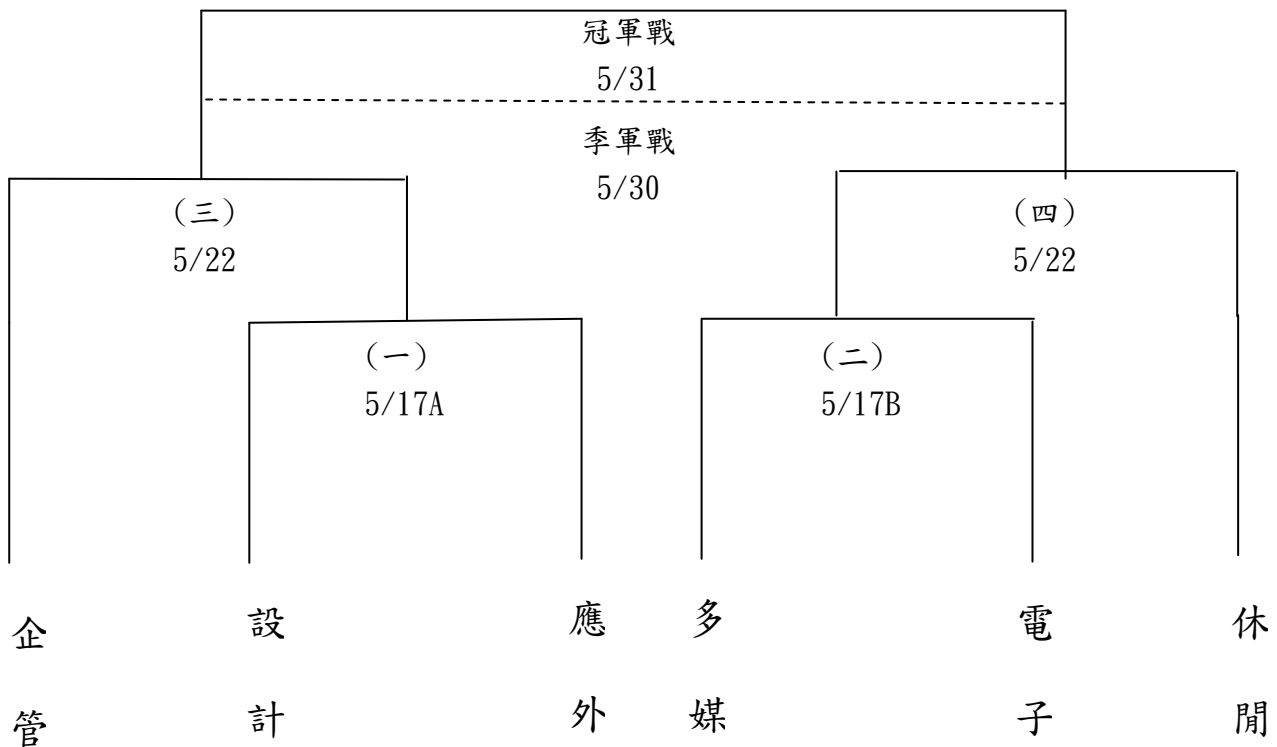 冠軍戰
5/31
季軍戰
5/30
(三)
5/22
(四)
5/22
(一)
5/17A
(二)
5/17B
企管
設計
應外
多媒
電子
休閒